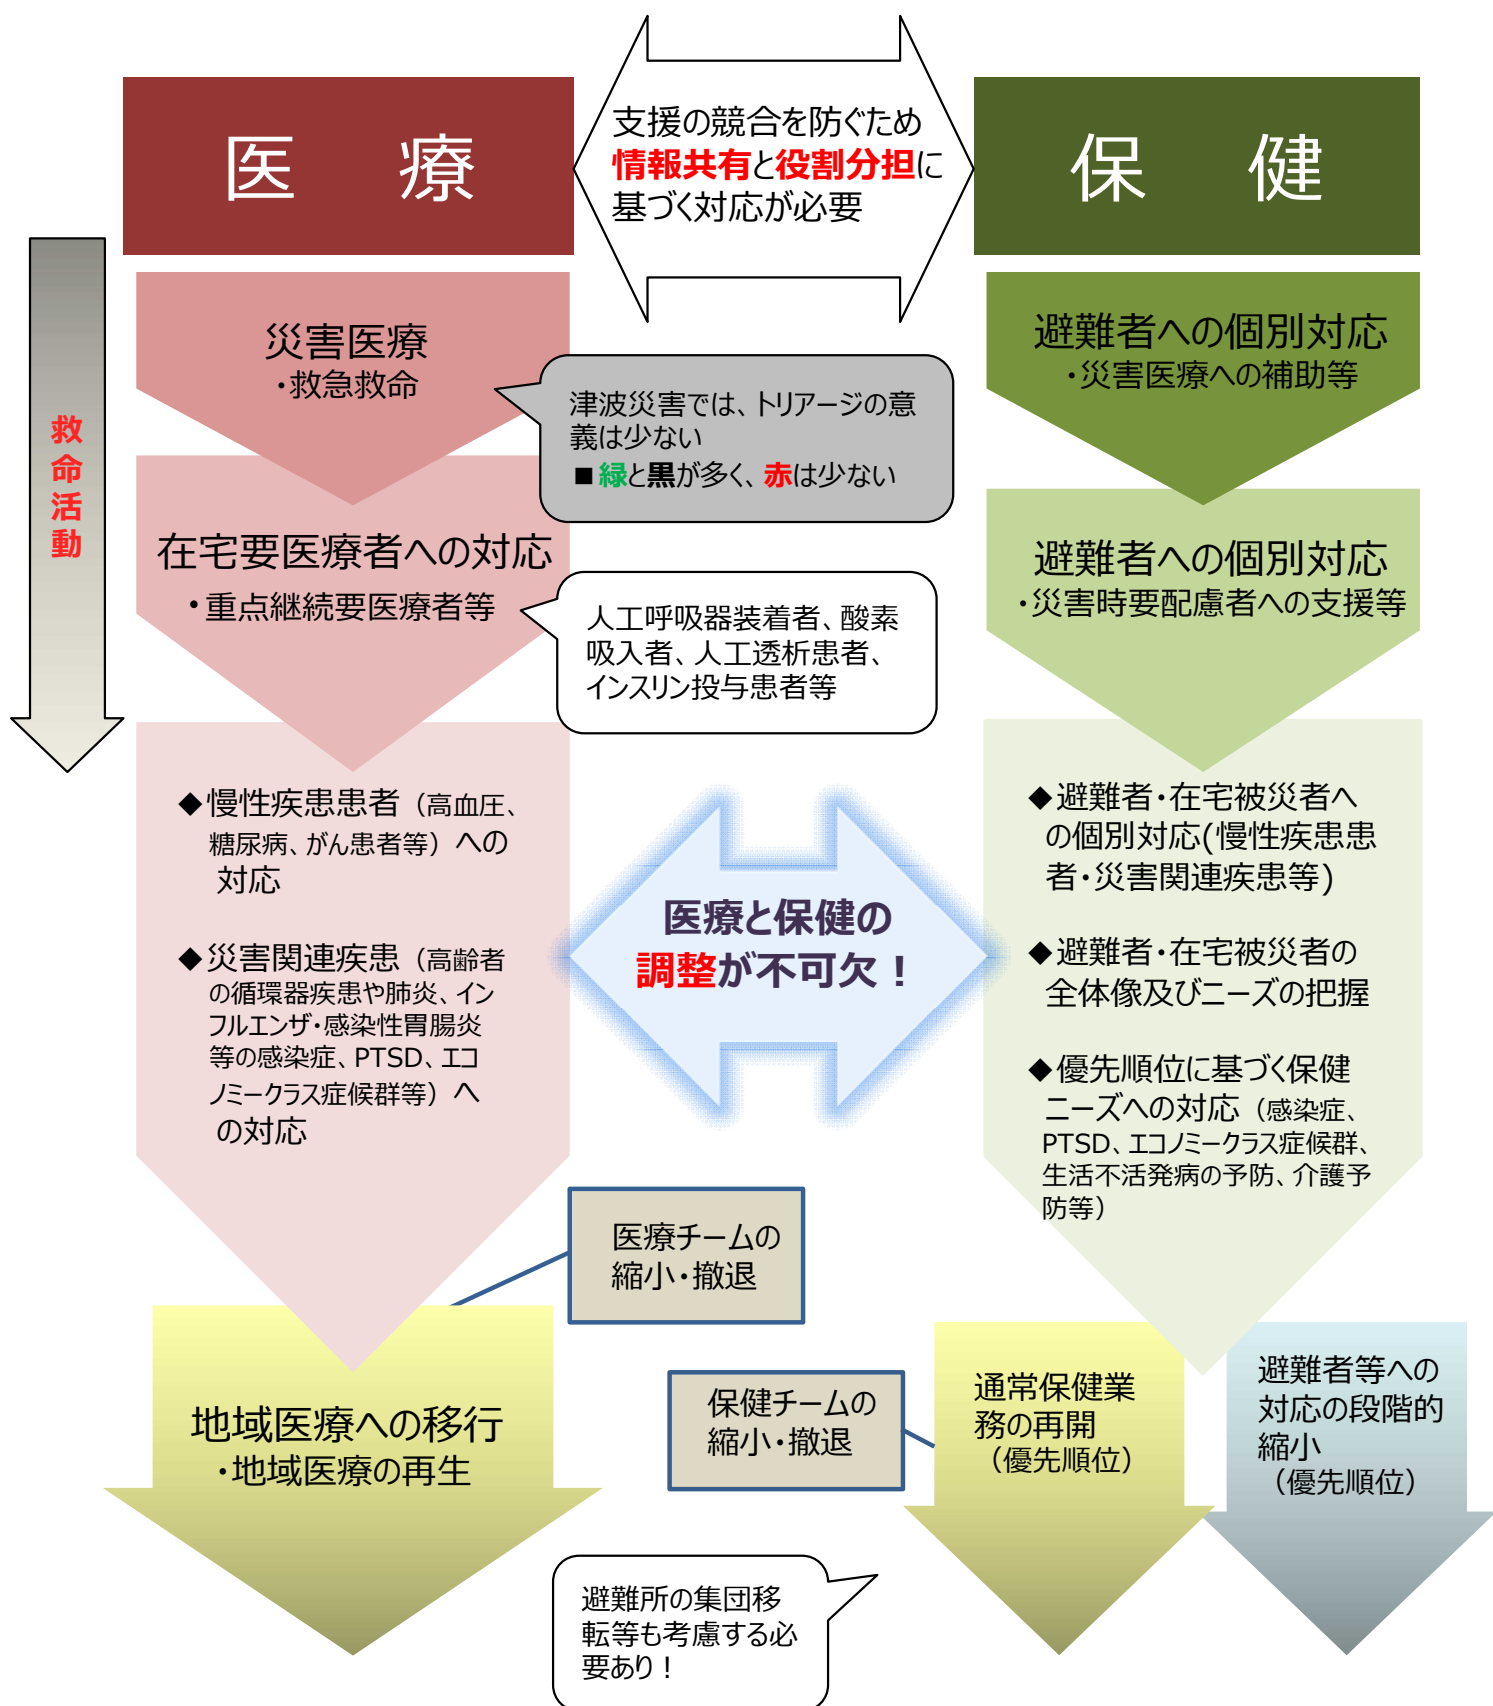 医　療
支援の競合を防ぐため
情報共有と役割分担に
基づく対応が必要
保　健
救命活動
災害医療
・救急救命
津波災害では、トリアージの意
義は少ない
■緑と黒が多く、赤は少ない
避難者への個別対応
・災害医療への補助等
在宅要医療者への対応
・重点継続要医療者等
人工呼吸器装着者、酸素
吸入者、人工透析患者、
インスリン投与患者等
避難者への個別対応
・災害時要配慮者への支援等
◆慢性疾患患者（高血圧、
糖尿病、がん患者等）への
対応
◆災害関連疾患（高齢者
の循環器疾患や肺炎、イン
フルエンザ・感染性胃腸炎
等の感染症、PTSD、エコ
ノミークラス症候群等）へ
の対応
医療と保健の
調整が不可欠！
◆避難者・在宅被災者へ
の個別対応(慢性疾患患
者・災害関連疾患等)
◆避難者・在宅被災者の
全体像及びニーズの把握
◆優先順位に基づく保健
ニーズへの対応（感染症、
PTSD、エコノミークラス症候群、
生活不活発病の予防、介護予
防等）
医療チームの
縮小・撤退
地域医療への移行
・地域医療の再生
保健チームの
縮小・撤退
通常保健業
務の再開
（優先順位）
避難者等への
対応の段階的
縮小
（優先順位）
避難所の集団移
転等も考慮する必
要あり！